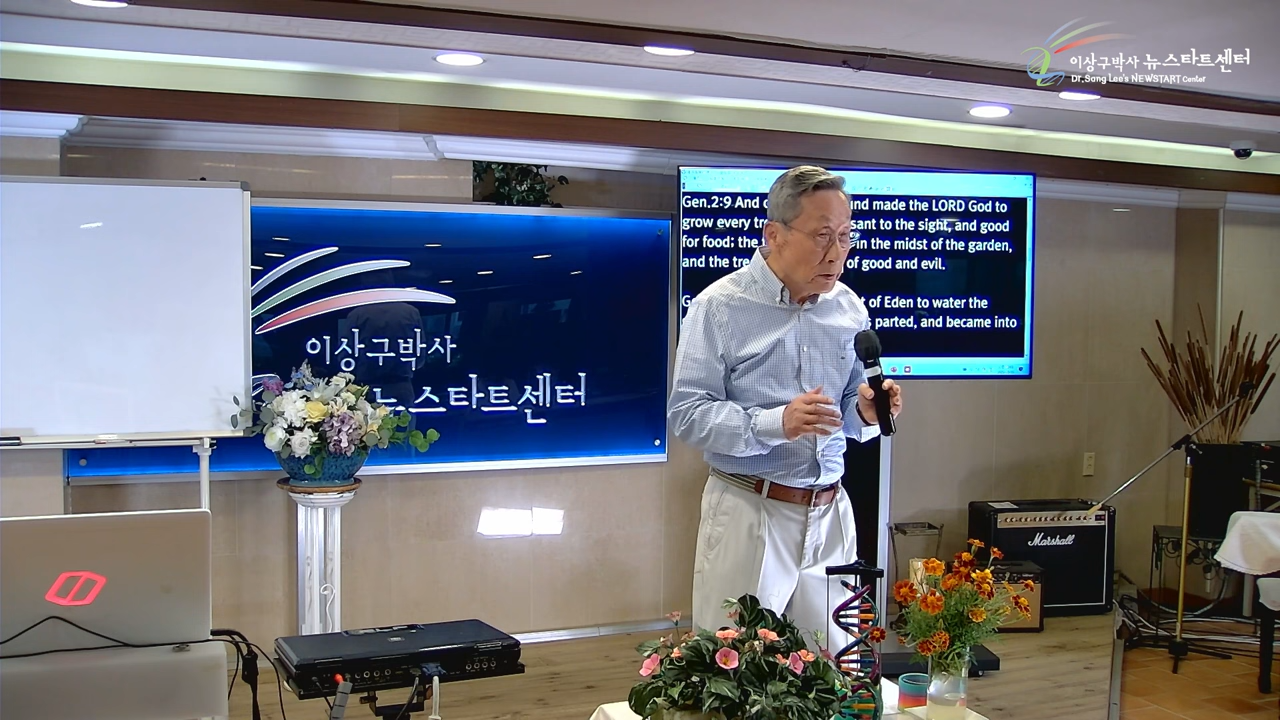 이상구박사 뉴스타트센터
Dr. Sang Lee's NEWSTART Center
Gen.2:9 And and made the LORD God to
grow every sant to the sight, and good
for food; the in the midst of the garden,
and the tree of good and evil.
t of Eden to water the
parted, and became into
이상구박사
뉴스타트센터
Marshall